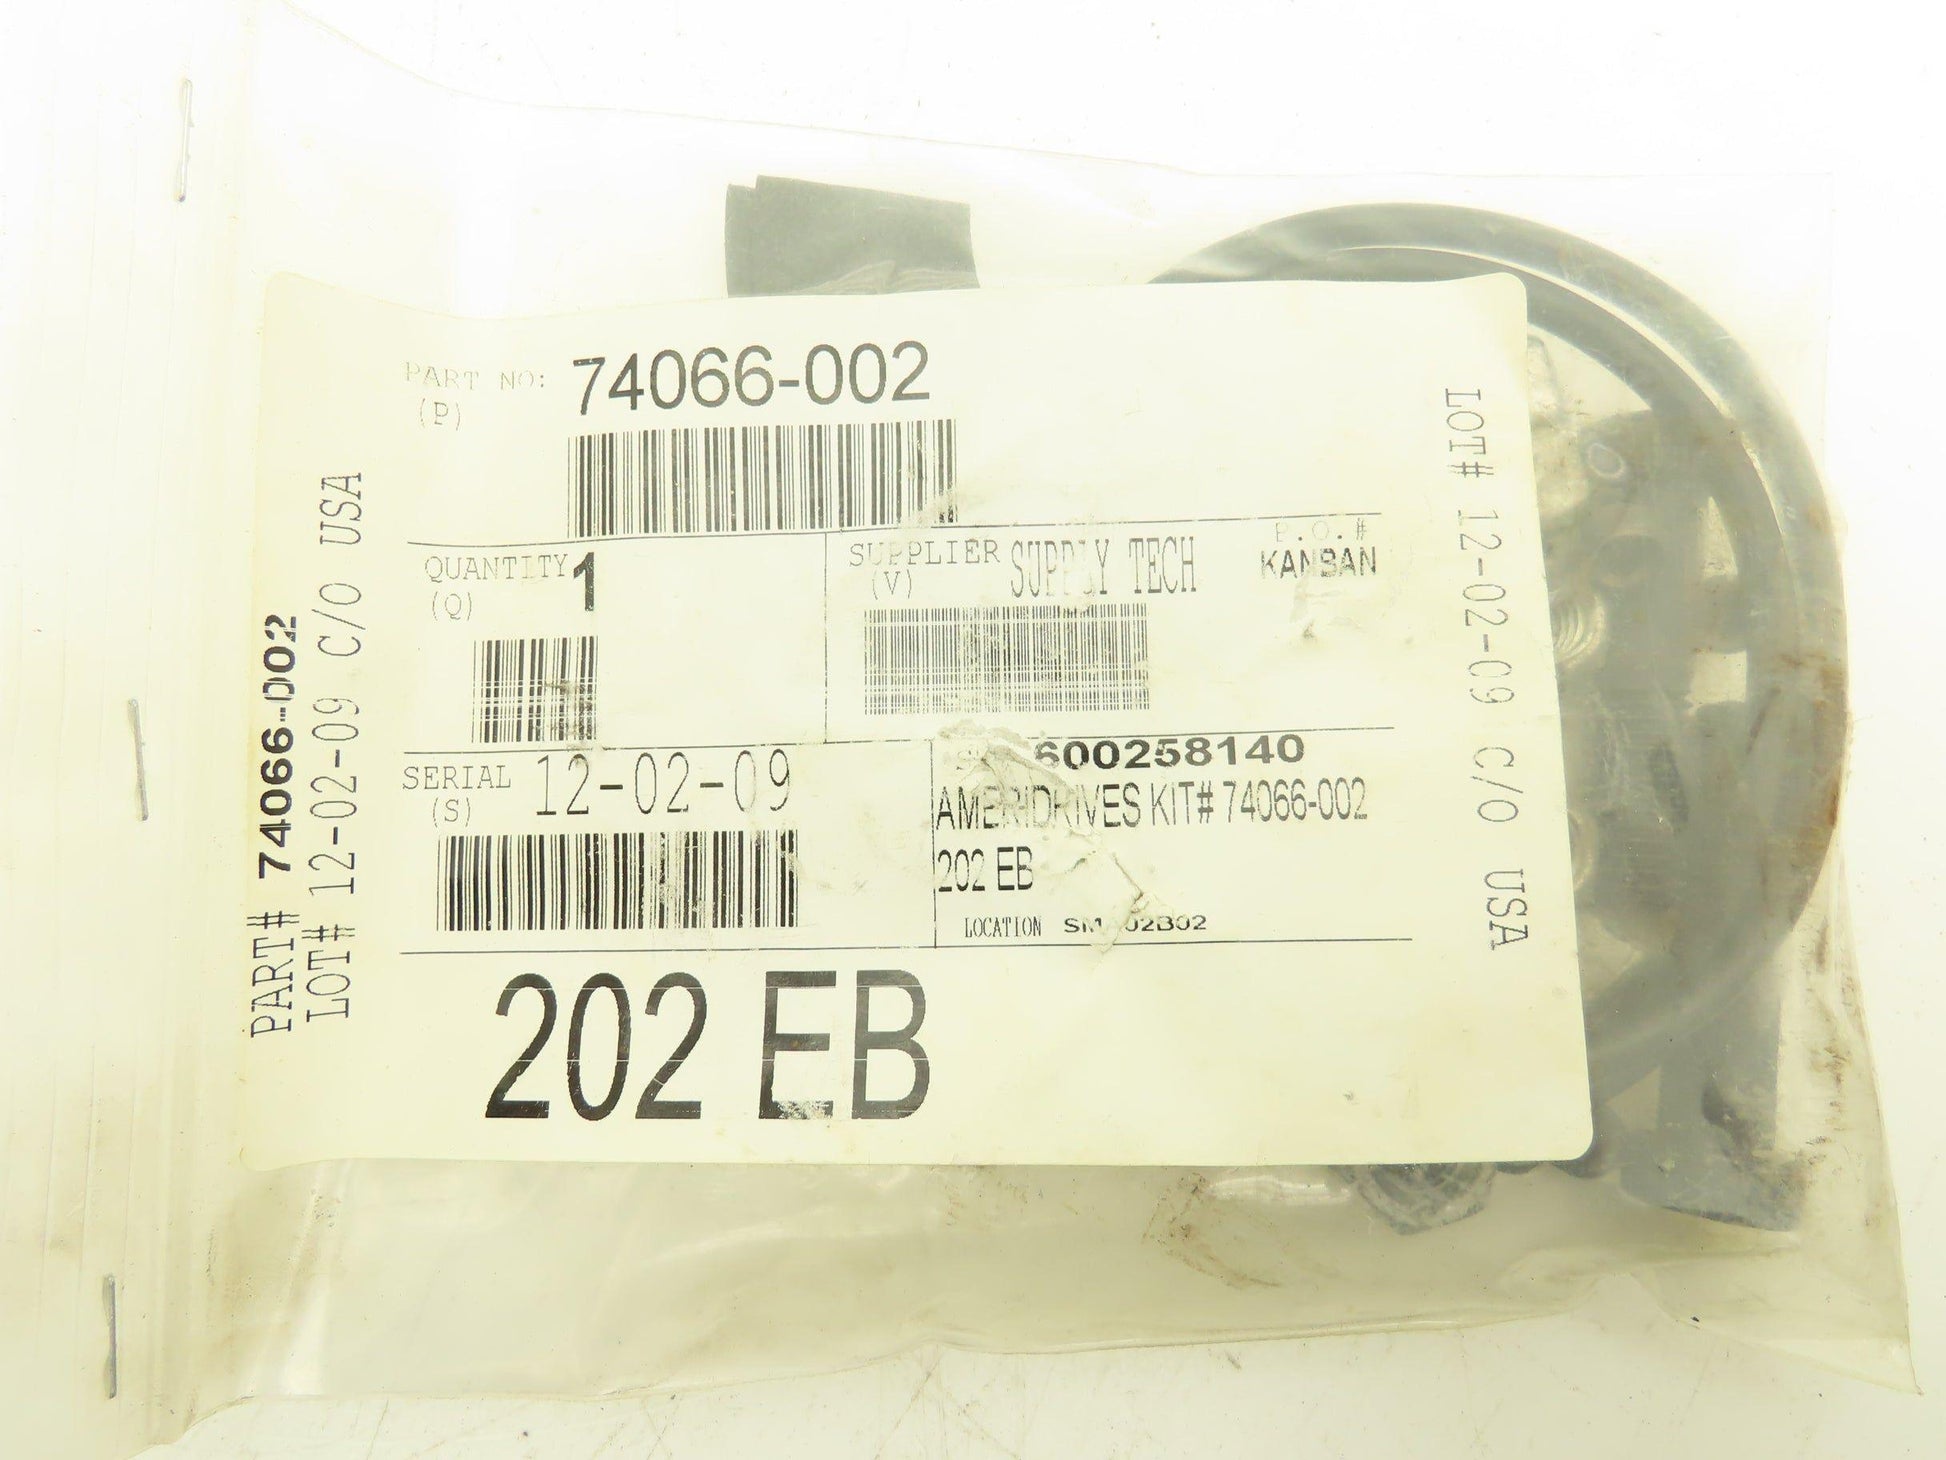 PART NO: 74066-002
(P)
QUANTITY 1
(Q)
SUPPLIER SUPPLY TECH
(V)
P.O.#
KANBAN
SERIAL 12-02-09
(S)
600258140
AMERIDRIVES KIT# 74066-002
202 EB
LOCATION
202 EB
PART# 74066-002
LOT# 12-02-09 C/O USA
LOT# 12-02-09 C/O USA